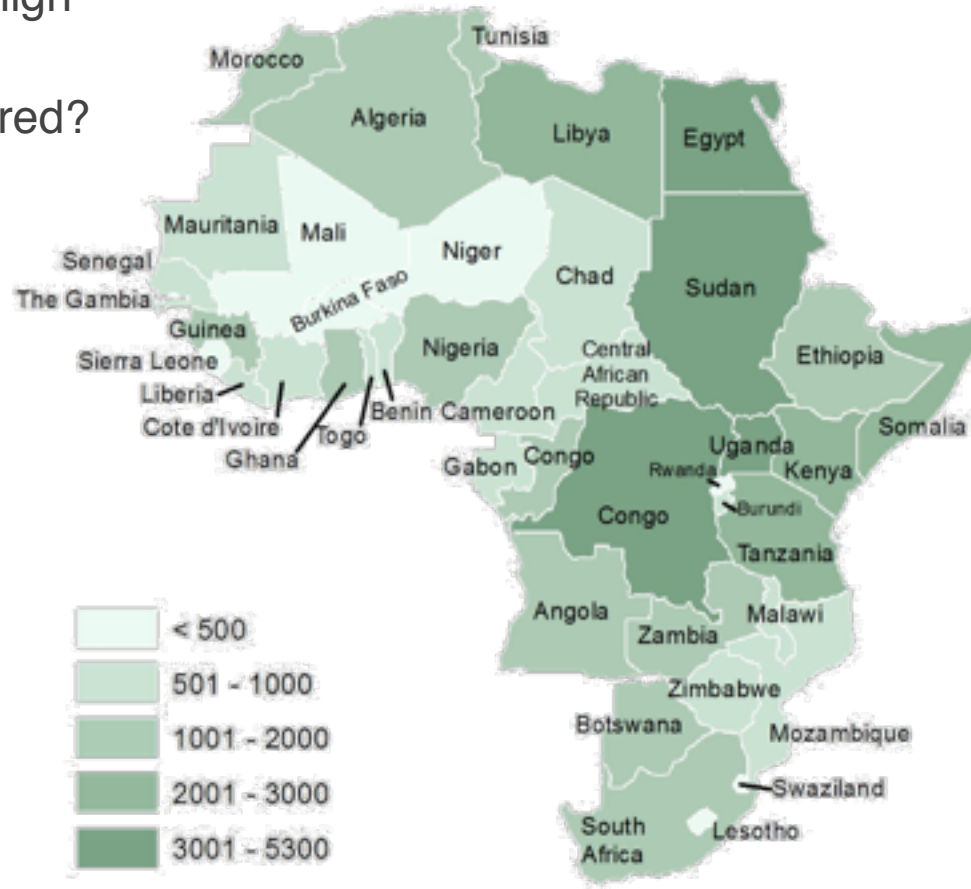 red?
Morocco
Tunisia
Algeria
Libya
Egypt
Mauritania
Mali
Niger
Chad
Sudan
Senegal
The Gambia
Burkina Faso
Guinea
Nigeria
Sierra Leone
Central
African
Republic
Ethiopia
Liberia
Cote d'Ivoire
Ghana
Togo
Benin
Cameroon
Somalia
Gabon
Congo
Uganda
Kenya
Rwanda
Burundi
Congo
Tanzania
Angola
Zambia
Malawi
Zimbabwe
Botswana
Mozambique
Swaziland
South
Africa
Lesotho
< 500
501 - 1000
1001 - 2000
2001 - 3000
3001 - 5300